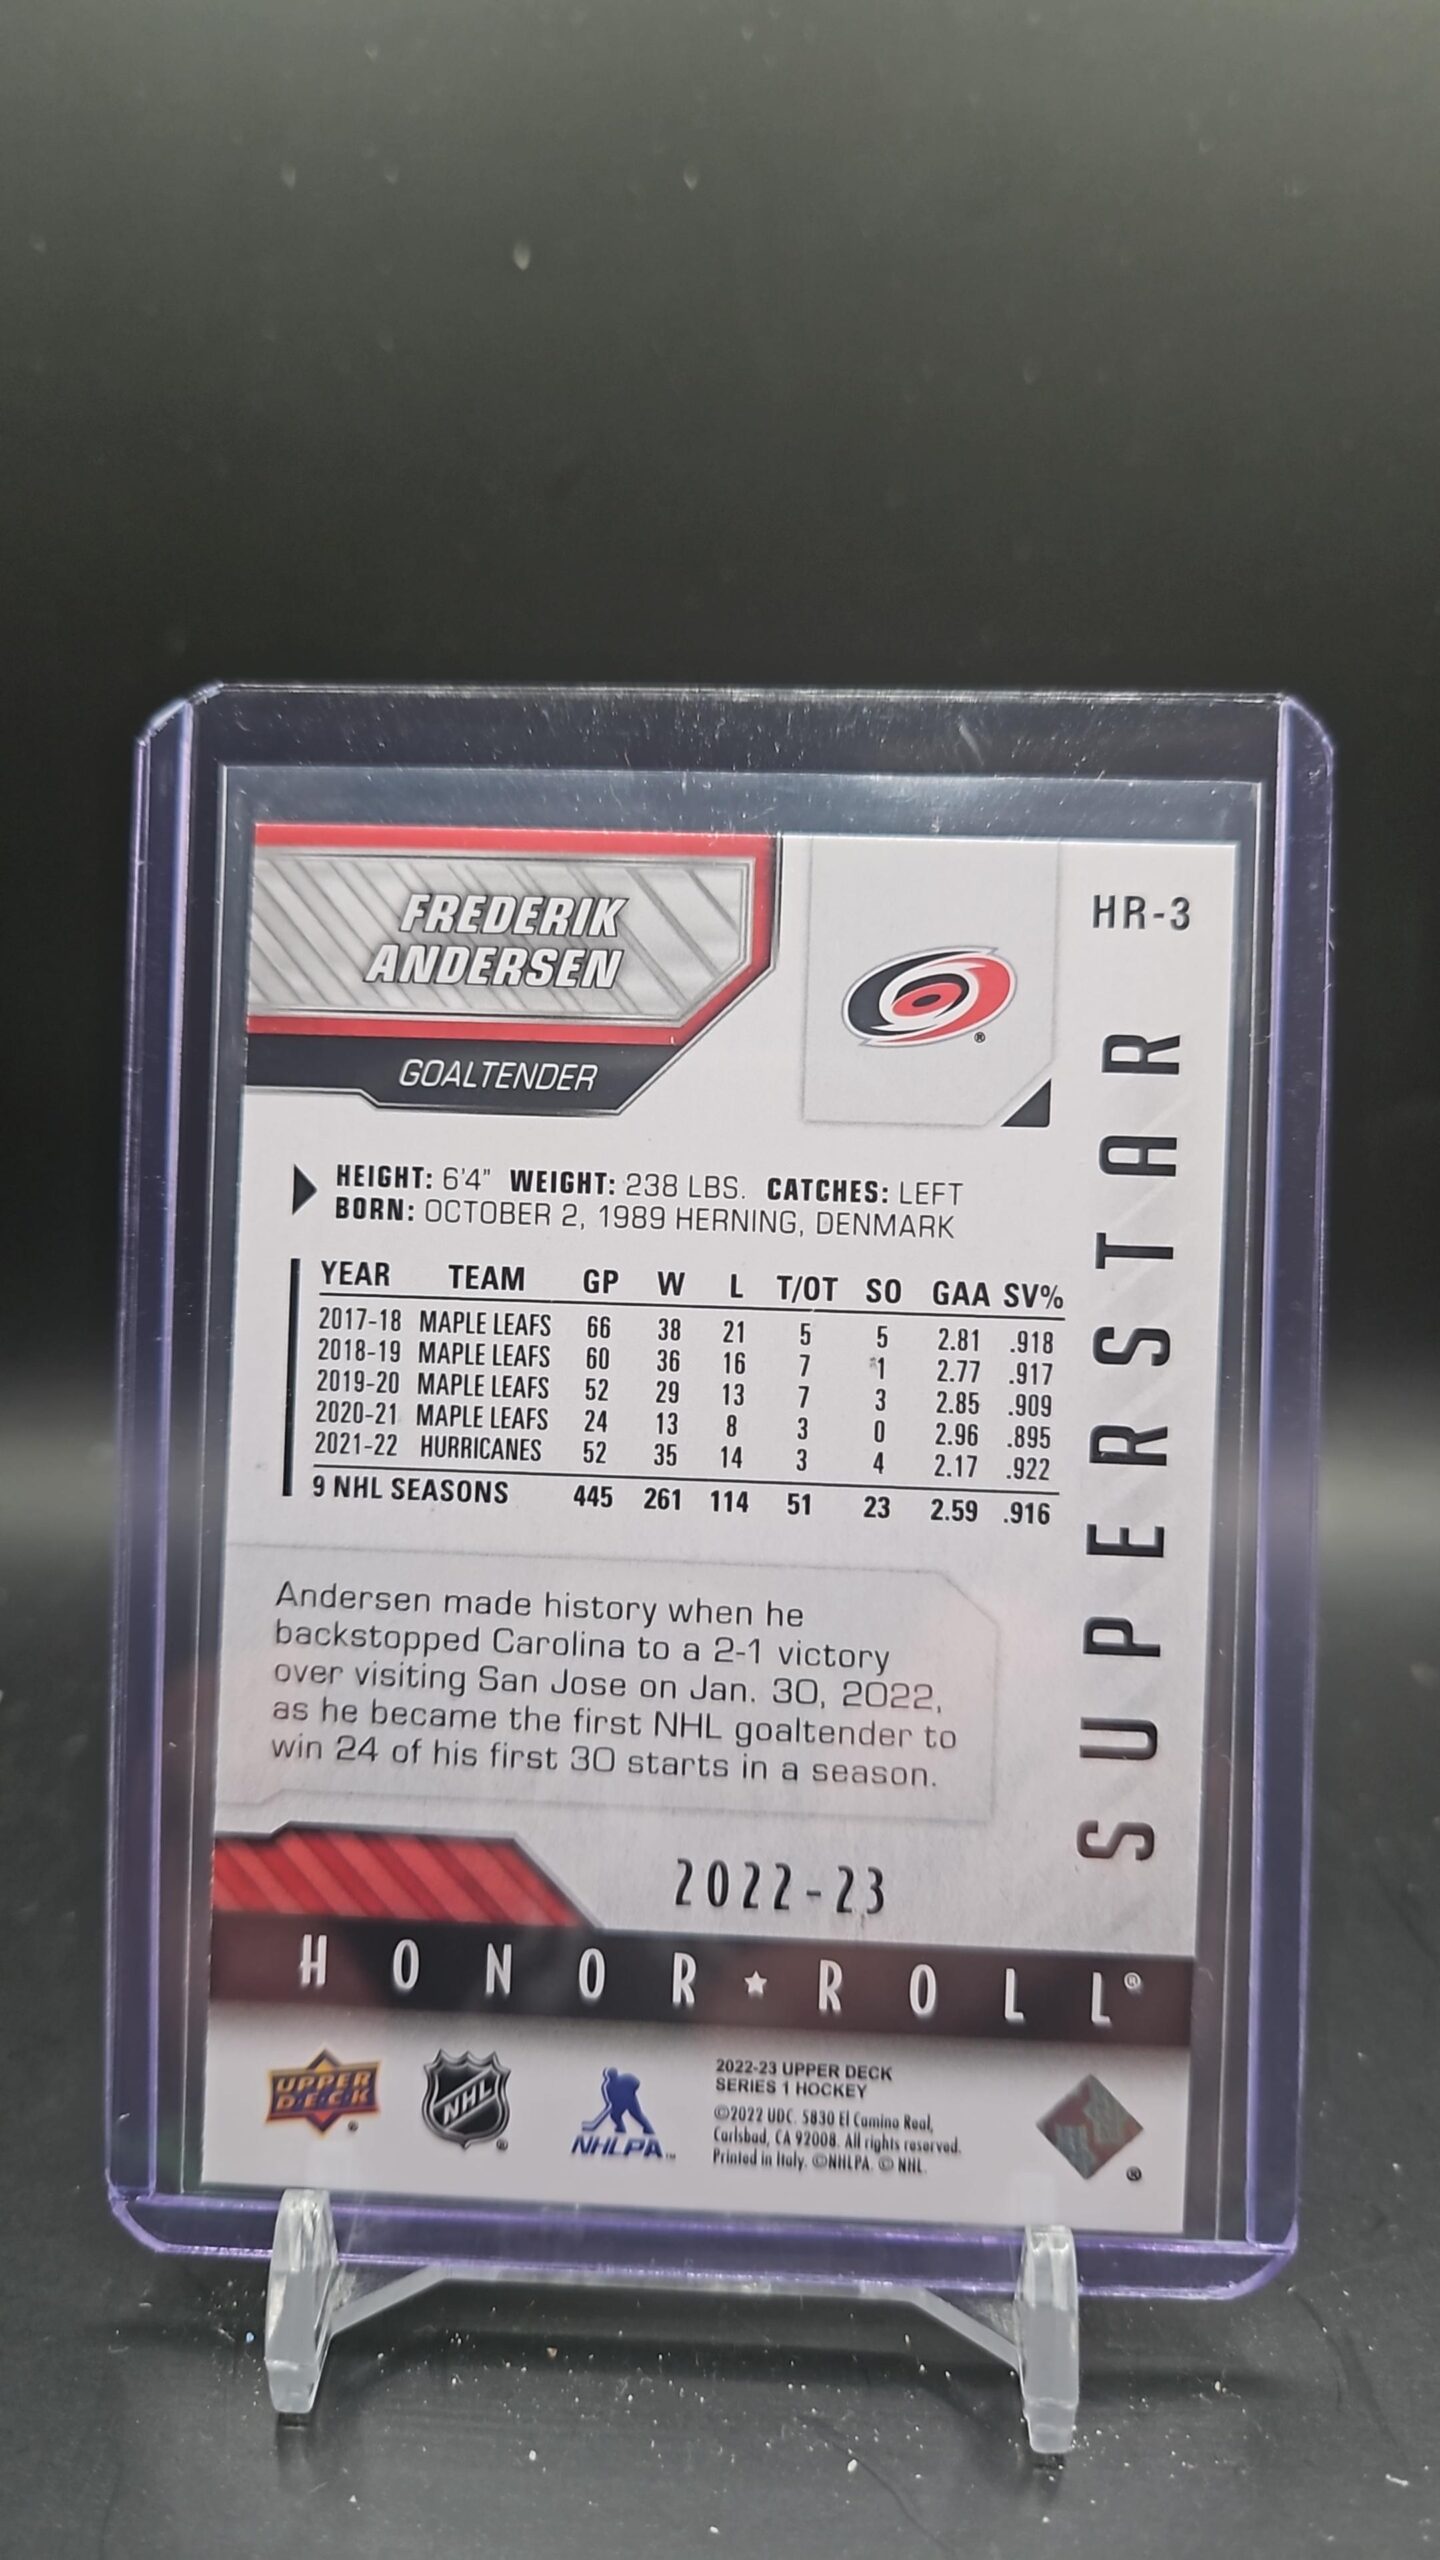 FREDERIK
ANDERSEN
GOALTENDER
HR-3
SUPERSTAR
HEIGHT: 6'4" WEIGHT: 238 LBS. CATCHES: LEFT
BORN: OCTOBER 2, 1989 HERNING, DENMARK
YEAR TEAM GP W L T/OT SO GAA SV%
2017-18 MAPLE LEAFS 66 38 21 5 5 2.81 .918
2018-19 MAPLE LEAFS 60 36 16 7 *1 2.77 .917
2019-20 MAPLE LEAFS 52 29 13 7 3 2.85 .909
2020-21 MAPLE LEAFS 24 13 8 3 0 2.96 .895
2021-22 HURRICANES 52 35 14 3 4 2.17 .922
9 NHL SEASONS 445 261 114 51 23 2.59 .916
Andersen made history when he
backstopped Carolina to a 2-1 victory
over visiting San Jose on Jan. 30, 2022,
as he became the first NHL goaltender to
win 24 of his first 30 starts in a season.
2022-23
HONOR★ROLL®
UPPER DECK®
NHL®
NHLPA™
2022-23 UPPER DECK
SERIES 1 HOCKEY
©2022 UDC. 5830 El Camino Real,
Carlsbad, CA 92008. All rights reserved.
Printed in Italy. ©NHLPA. © NHL.